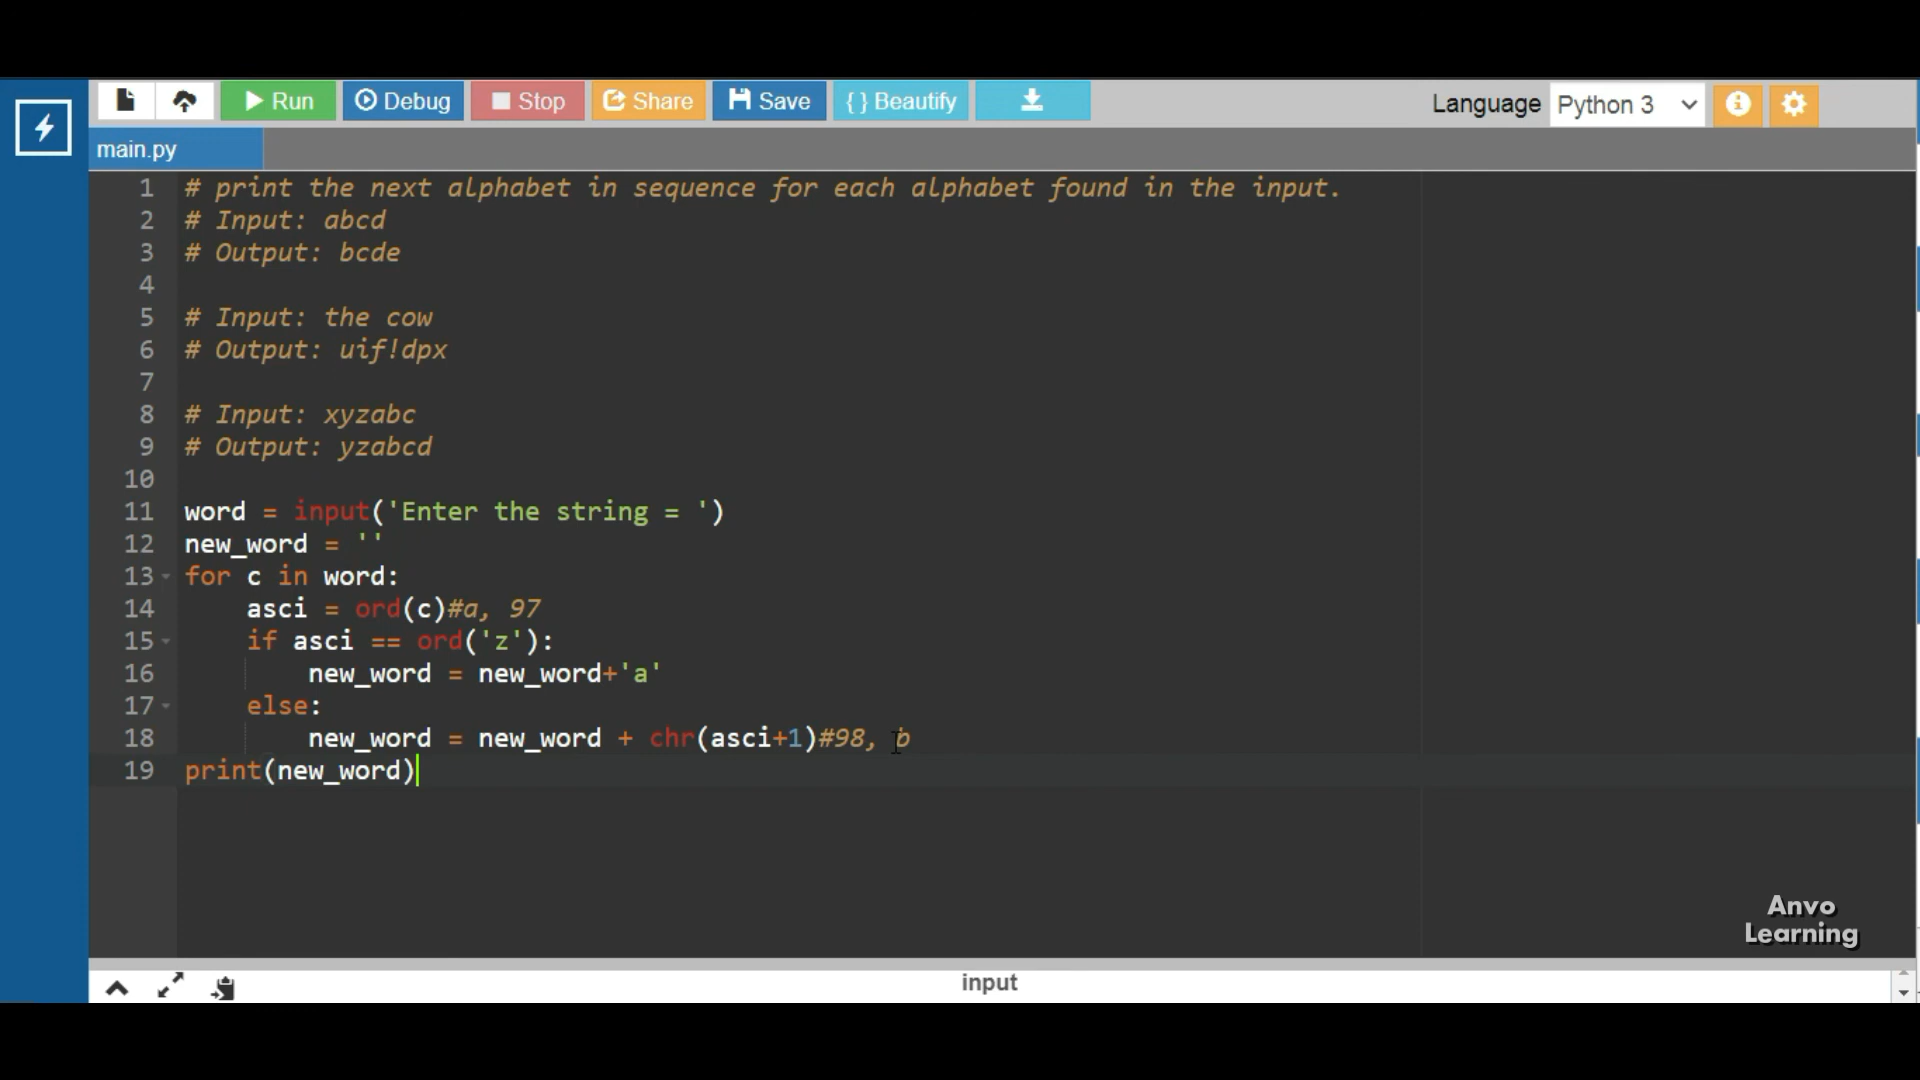 Run Debug Stop Share Save {} Beautify Language Python 3
main.py
1 # print the next alphabet in sequence for each alphabet found in the input.
2 # Input: abcd
3 # Output: bcde
4
5 # Input: the cow
6 # Output: uif!dpx
7
8 # Input: xyzabc
9 # Output: yzabcd
10
11 word = input('Enter the string = ')
12 new_word = ''
13 for c in word:
14     asci = ord(c)#a, 97
15     if asci == ord('z'):
16         new_word = new_word+'a'
17     else:
18         new_word = new_word + chr(asci+1)#98, b
19 print(new_word)
Anvo
Learning
input